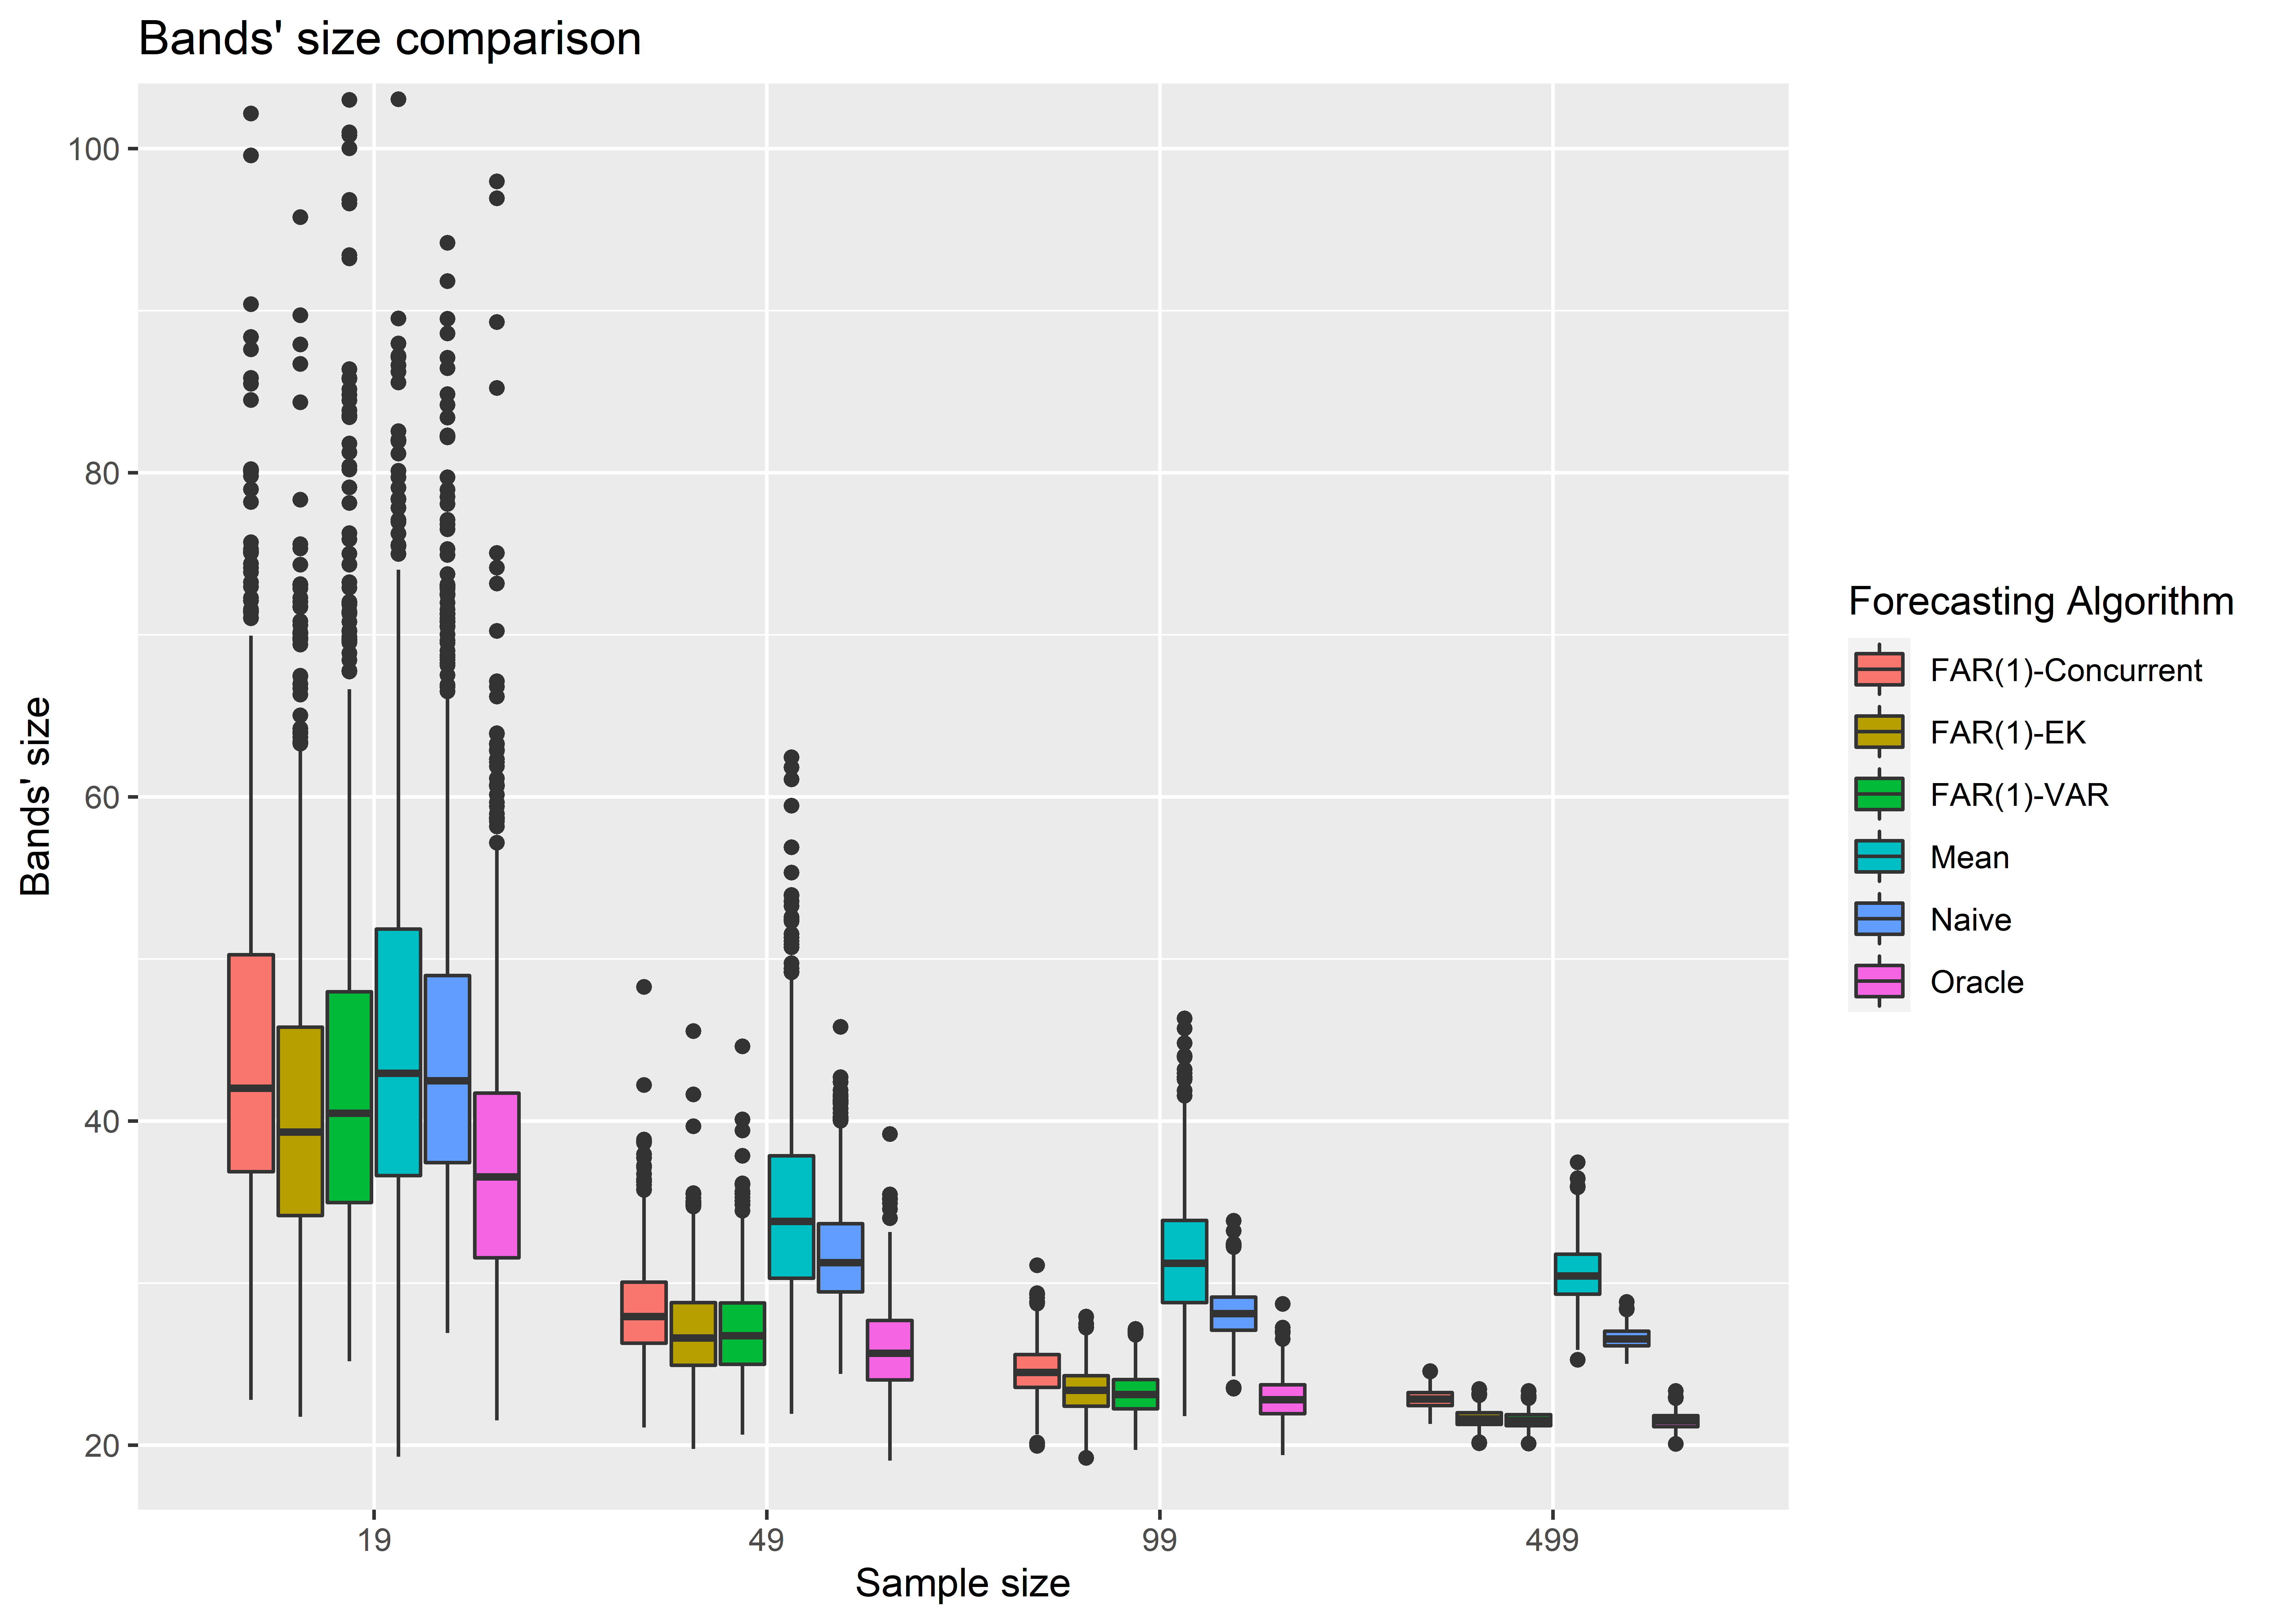 Bands' size comparison
100
80
60
40
20
Bands' size
19
49
99
499
Sample size
Forecasting Algorithm
FAR(1)-Concurrent
FAR(1)-EK
FAR(1)-VAR
Mean
Naive
Oracle